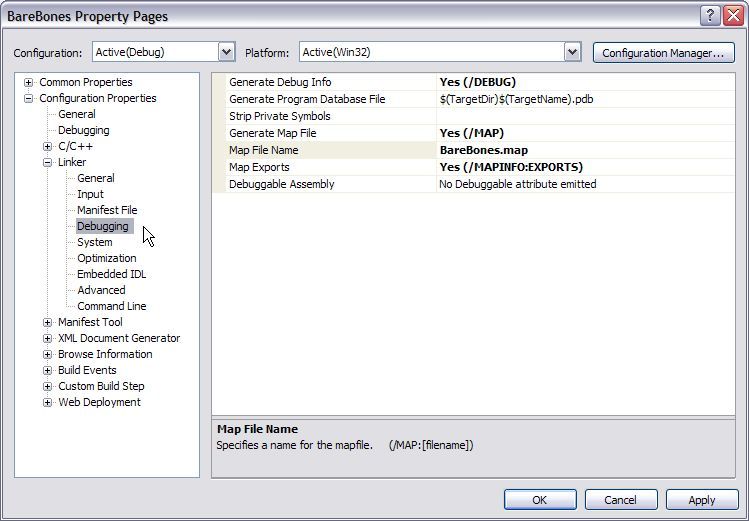 BareBones Property Pages
Configuration: Active(Debug) Platform: Active(Win32) Configuration Manager...
Common Properties
Configuration Properties
General
Debugging
C/C++
Linker
General
Input
Manifest File
Debugging
System
Optimization
Embedded IDL
Advanced
Command Line
Manifest Tool
XML Document Generator
Browse Information
Build Events
Custom Build Step
Web Deployment
Generate Debug Info Yes (/DEBUG)
Generate Program Database File $(TargetDir)$(TargetName).pdb
Strip Private Symbols
Generate Map File Yes (/MAP)
Map File Name BareBones.map
Map Exports Yes (/MAPINFO:EXPORTS)
Debuggable Assembly No Debuggable attribute emitted
Map File Name
Specifies a name for the mapfile. (/MAP:[filename])
OK Cancel Apply